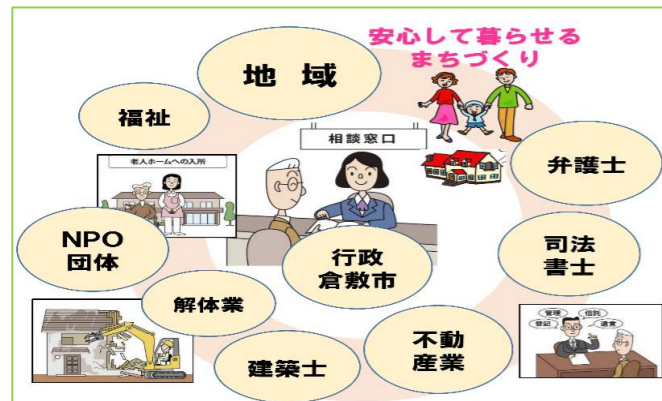 安心して暮らせる
まちづくり
地　域
福祉
相談窓口
老人ホームへの入所
弁護士
NPO
団体
行政
倉敷市
司法
書士
解体業
管理
信託
登記
遺言
建築士
不動
産業